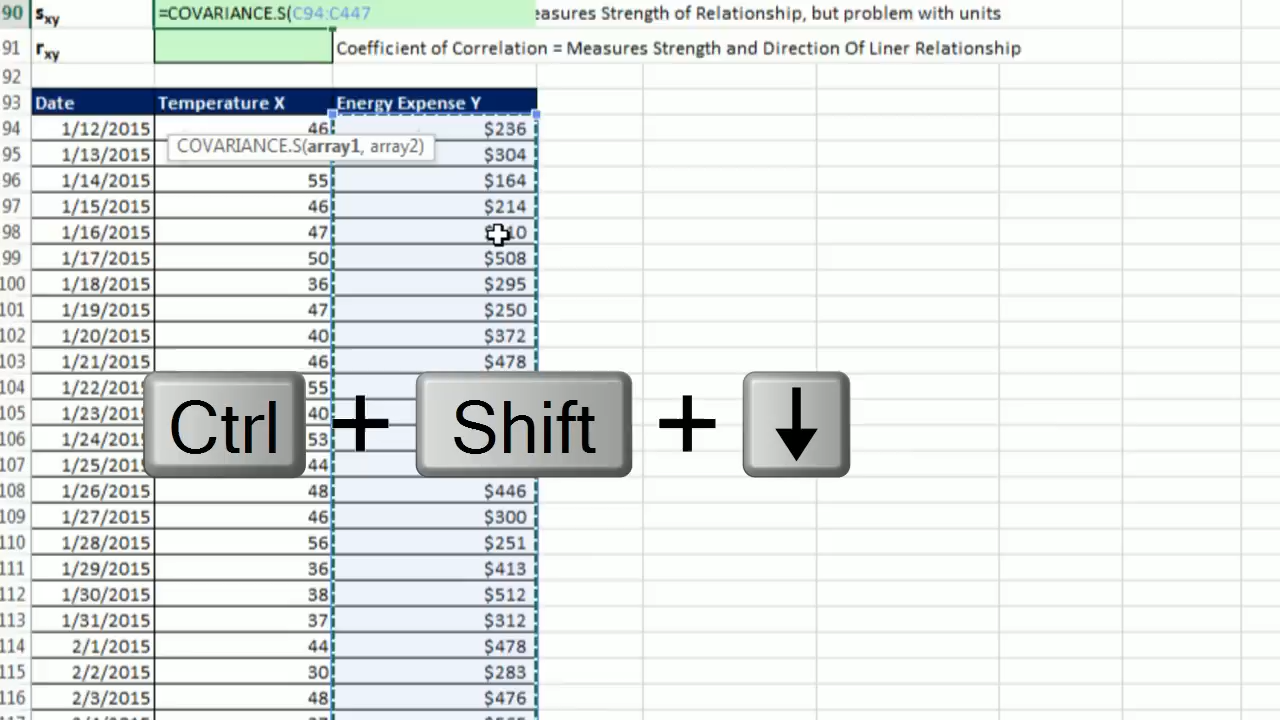 90 sxy =COVARIANCE.S(C94:C447 easures Strength of Relationship, but problem with units
91 rxy Coefficient of Correlation = Measures Strength and Direction Of Liner Relationship
92
93 Date Temperature X Energy Expense Y
94 1/12/2015 46 $236
COVARIANCE.S(array1, array2)
95 1/13/2015 $304
96 1/14/2015 55 $164
97 1/15/2015 46 $214
98 1/16/2015 47
99 1/17/2015 50 $508
100 1/18/2015 36 $295
101 1/19/2015 47 $250
102 1/20/2015 40 $372
103 1/21/2015 46 $478
104 1/22/2015 55
105 1/23/2015 40
Ctrl + Shift + ↓
106 1/24/2015 53
107 1/25/2015 44
108 1/26/2015 48 $446
109 1/27/2015 46 $300
110 1/28/2015 56 $251
111 1/29/2015 36 $413
112 1/30/2015 38 $512
113 1/31/2015 37 $312
114 2/1/2015 44 $478
115 2/2/2015 30 $283
116 2/3/2015 48 $476